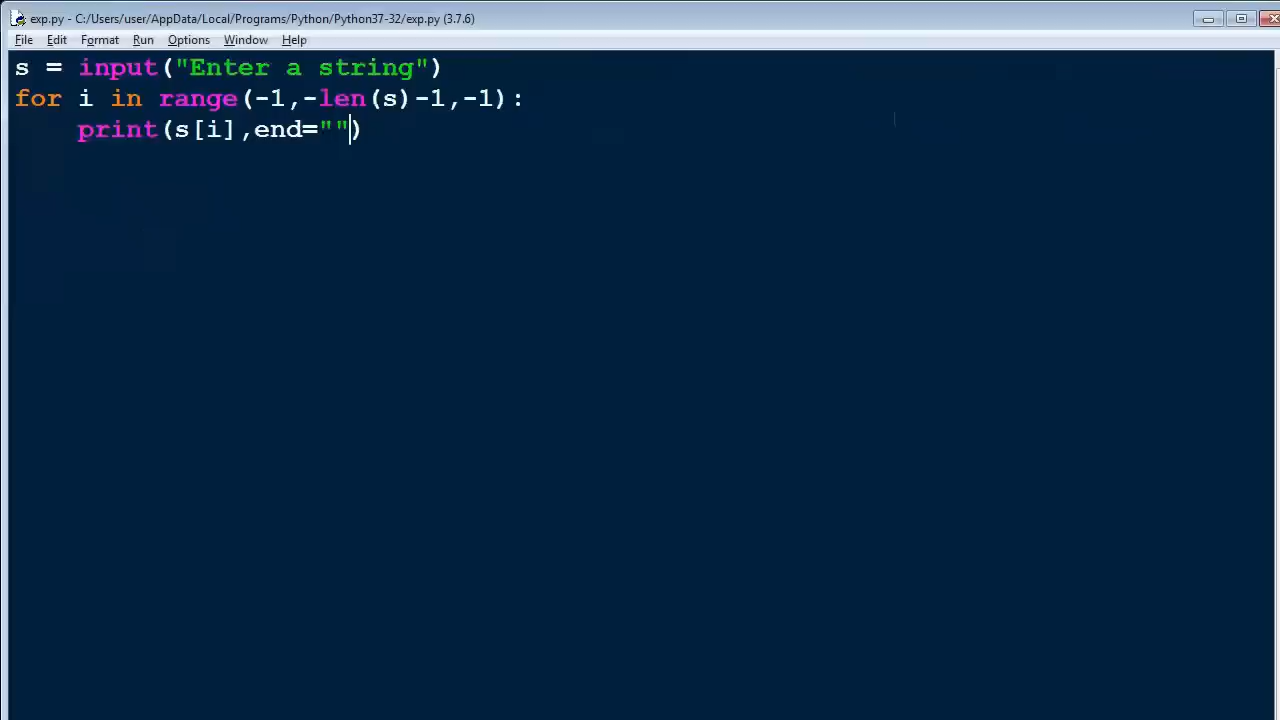 exp.py - C:/Users/user/AppData/Local/Programs/Python/Python37-32/exp.py (3.7.6)
File Edit Format Run Options Window Help
s = input("Enter a string")
for i in range(-1,-len(s)-1,-1):
    print(s[i],end="")